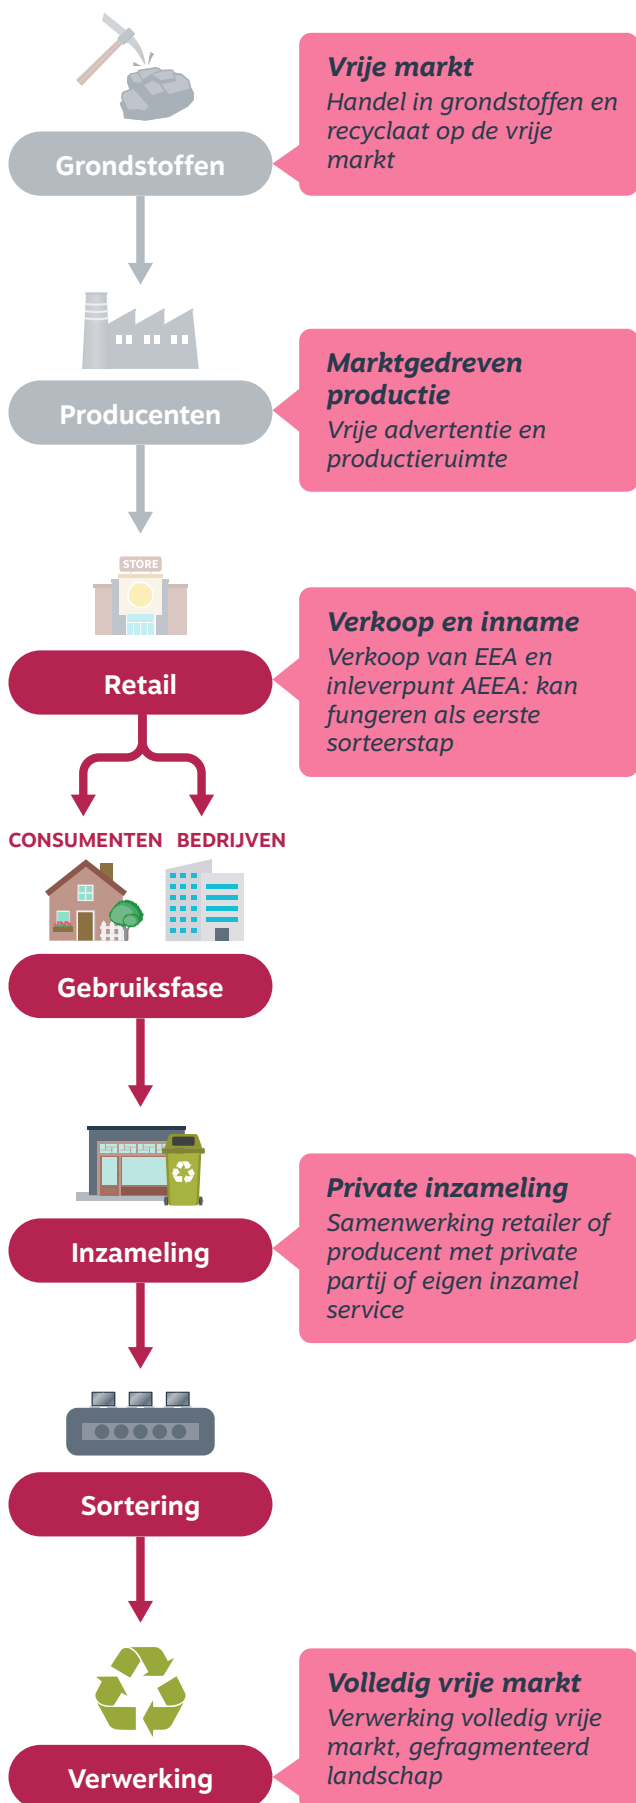 Vrije markt
Handel in grondstoffen en
recyclaat op de vrije
markt
Grondstoffen
Marktgedreven
productie
Vrije advertentie en
productieruimte
Producenten
STORE
Verkoop en inname
Verkoop van EEA en
inleverpunt AEEA: kan
fungeren als eerste
sorteerstap
Retail
CONSUMENTEN BEDRIJVEN
Gebruiksfase
Private inzameling
Samenwerking retailer of
producent met private
partij of eigen inzamel
service
Inzameling
Sortering
Volledig vrije markt
Verwerking volledig vrije
markt, gefragmenteerd
landschap
Verwerking